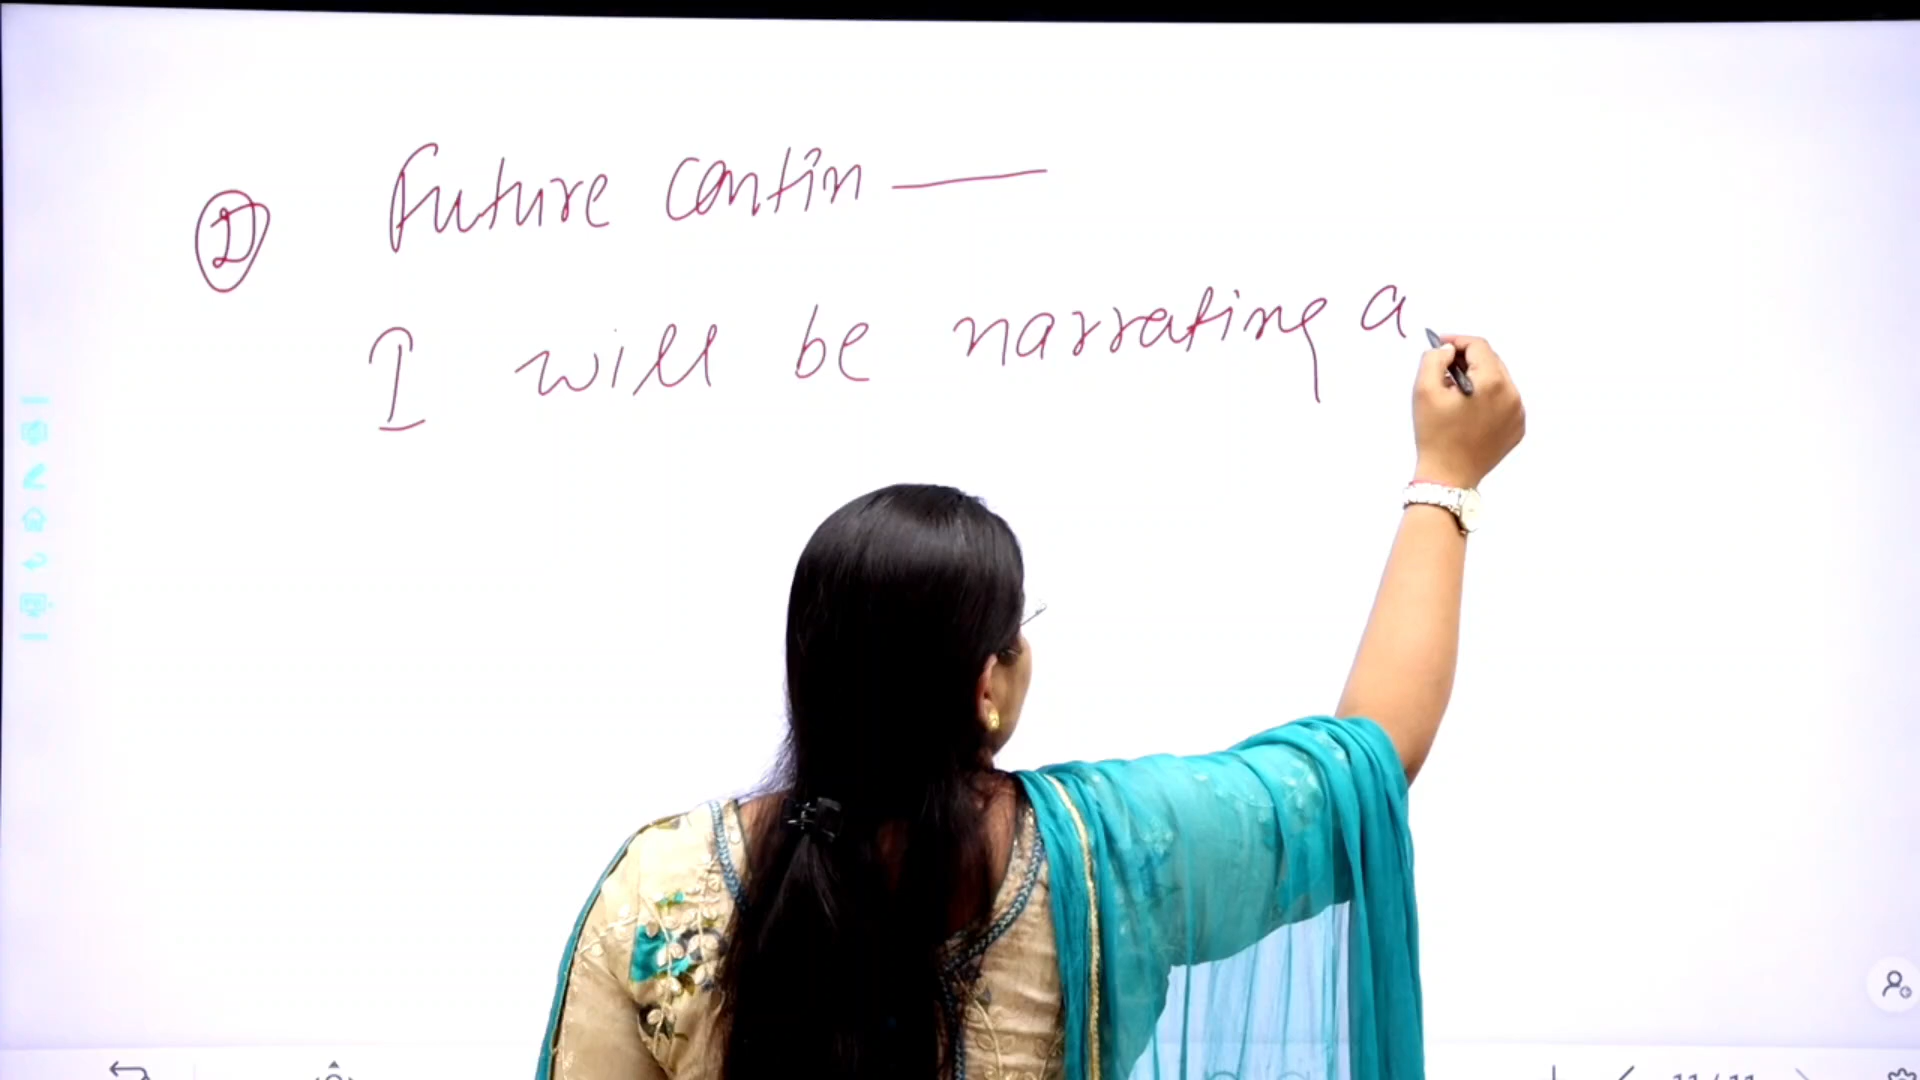 ① Future contin —
I will be narrating a